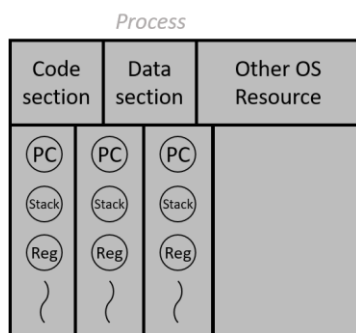 Process
Code section
Data section
Other OS Resource
PC PC PC
Stack Stack Stack
Reg Reg Reg